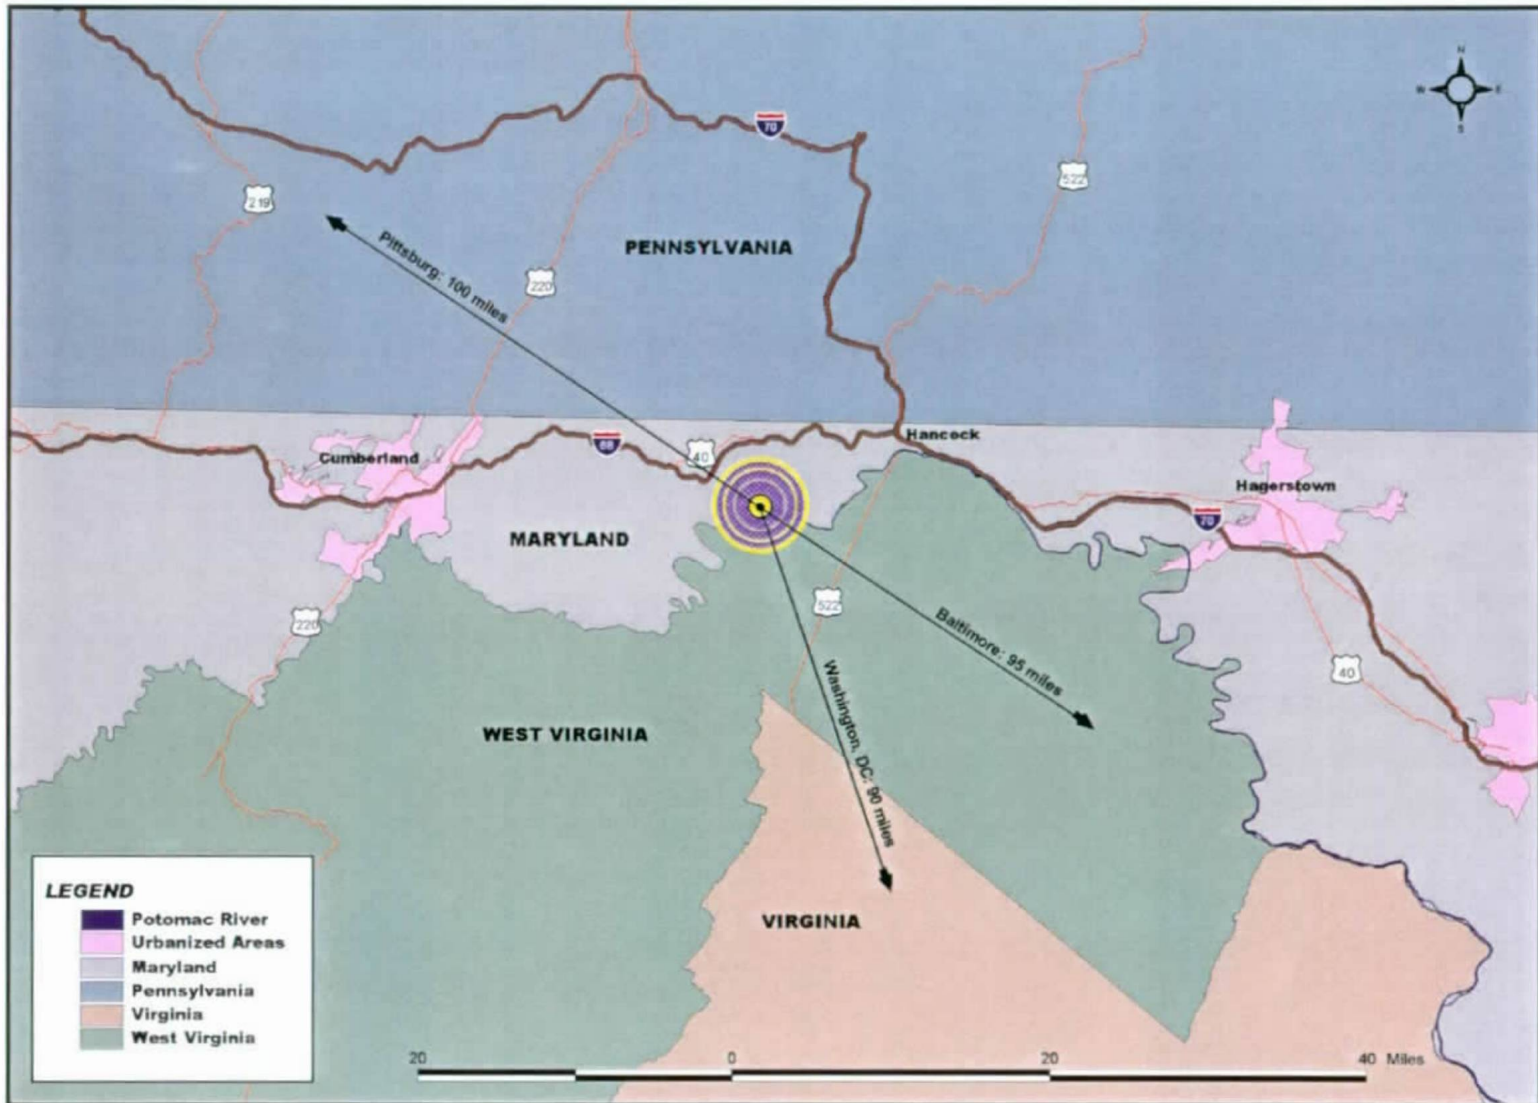 N
W E
S
70
219
522
PENNSYLVANIA
Pittsburg: 100 miles
220
Hancock
68
40
Cumberland
Hagerstown
70
MARYLAND
522
220
Baltimore: 95 miles
40
Washington, DC: 90 miles
WEST VIRGINIA
VIRGINIA
LEGEND
Potomac River
Urbanized Areas
Maryland
Pennsylvania
Virginia
West Virginia
20 0 20 40 Miles